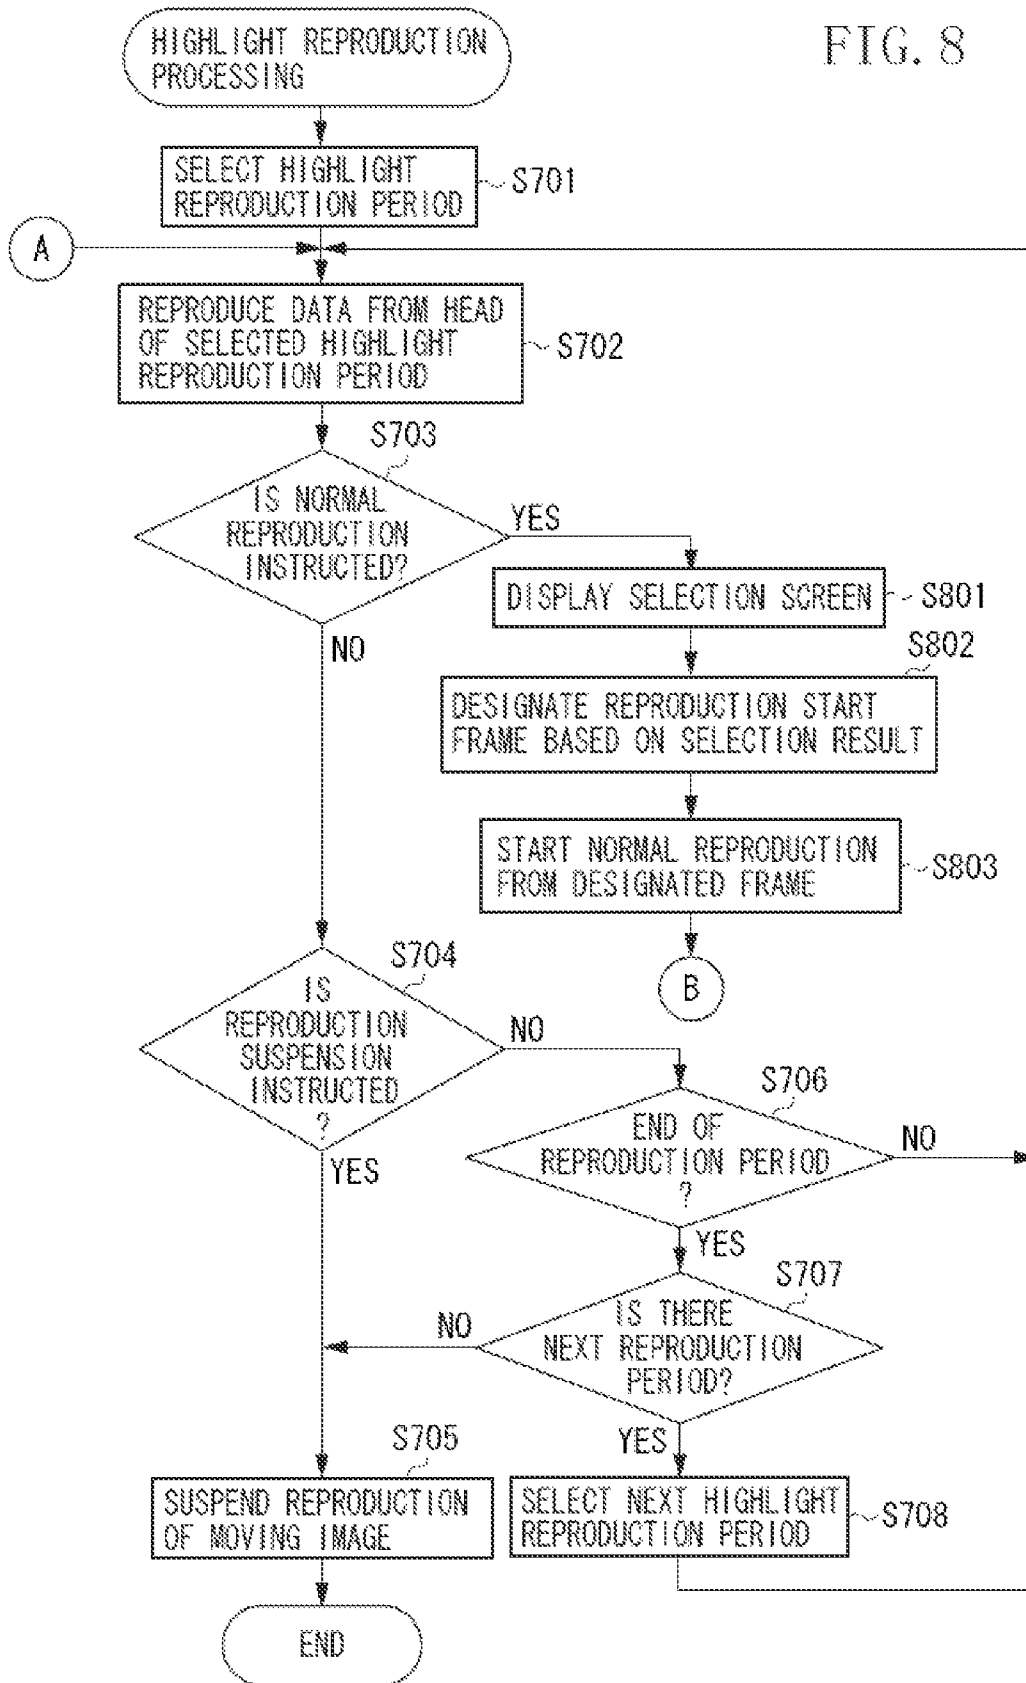 FIG. 8
HIGHLIGHT REPRODUCTION
PROCESSING
SELECT HIGHLIGHT
REPRODUCTION PERIOD
S701
A
REPRODUCE DATA FROM HEAD
OF SELECTED HIGHLIGHT
REPRODUCTION PERIOD
S702
S703
IS NORMAL
REPRODUCTION
INSTRUCTED?
YES
NO
DISPLAY SELECTION SCREEN
S801
S802
DESIGNATE REPRODUCTION START
FRAME BASED ON SELECTION RESULT
START NORMAL REPRODUCTION
FROM DESIGNATED FRAME
S803
B
S704
IS
REPRODUCTION
SUSPENSION
INSTRUCTED
?
NO
YES
S706
END OF
REPRODUCTION PERIOD
?
NO
YES
S707
IS THERE
NEXT REPRODUCTION
PERIOD?
NO
YES
S705
SUSPEND REPRODUCTION
OF MOVING IMAGE
SELECT NEXT HIGHLIGHT
REPRODUCTION PERIOD
S708
END